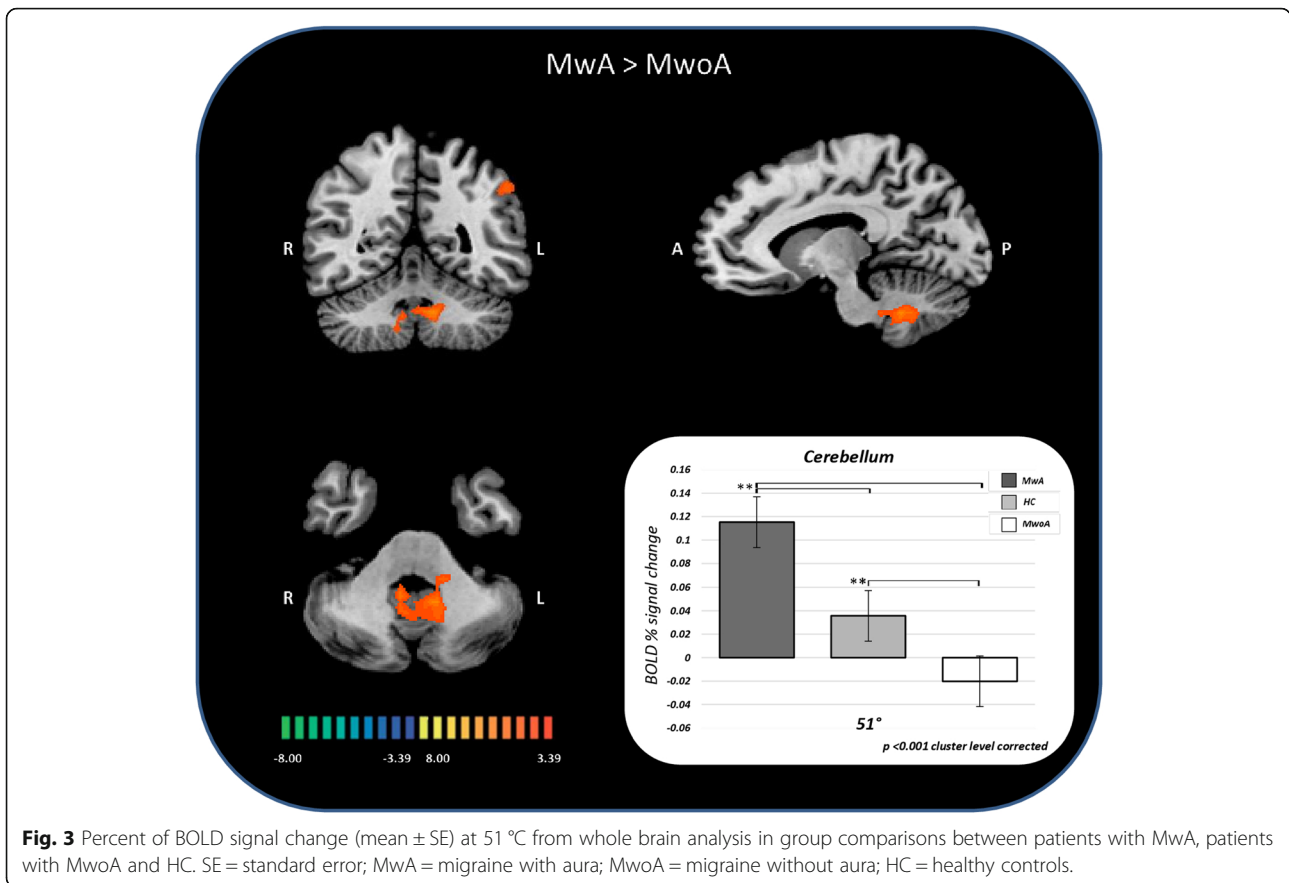 MwA > MwoA
R
L
A
P
R
L
-8.00 -3.39 8.00 3.39
Cerebellum
BOLD % signal change
0.16
0.14
0.12
0.1
0.08
0.06
0.04
0.02
0
-0.02
-0.04
-0.06
**
**
MwA
HC
MwoA
51°
p <0.001 cluster level corrected
Fig. 3 Percent of BOLD signal change (mean ± SE) at 51 °C from whole brain analysis in group comparisons between patients with MwA, patients
with MwoA and HC. SE = standard error; MwA = migraine with aura; MwoA = migraine without aura; HC = healthy controls.